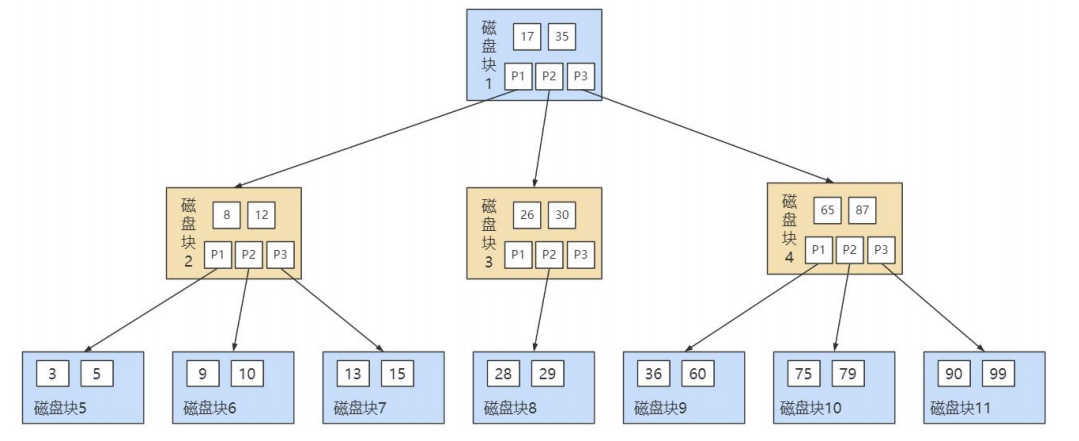 磁盘块1
17 35
P1 P2 P3
磁盘块2
8 12
P1 P2 P3
磁盘块3
26 30
P1 P2 P3
磁盘块4
65 87
P1 P2 P3
3 5
磁盘块5
9 10
磁盘块6
13 15
磁盘块7
28 29
磁盘块8
36 60
磁盘块9
75 79
磁盘块10
90 99
磁盘块11